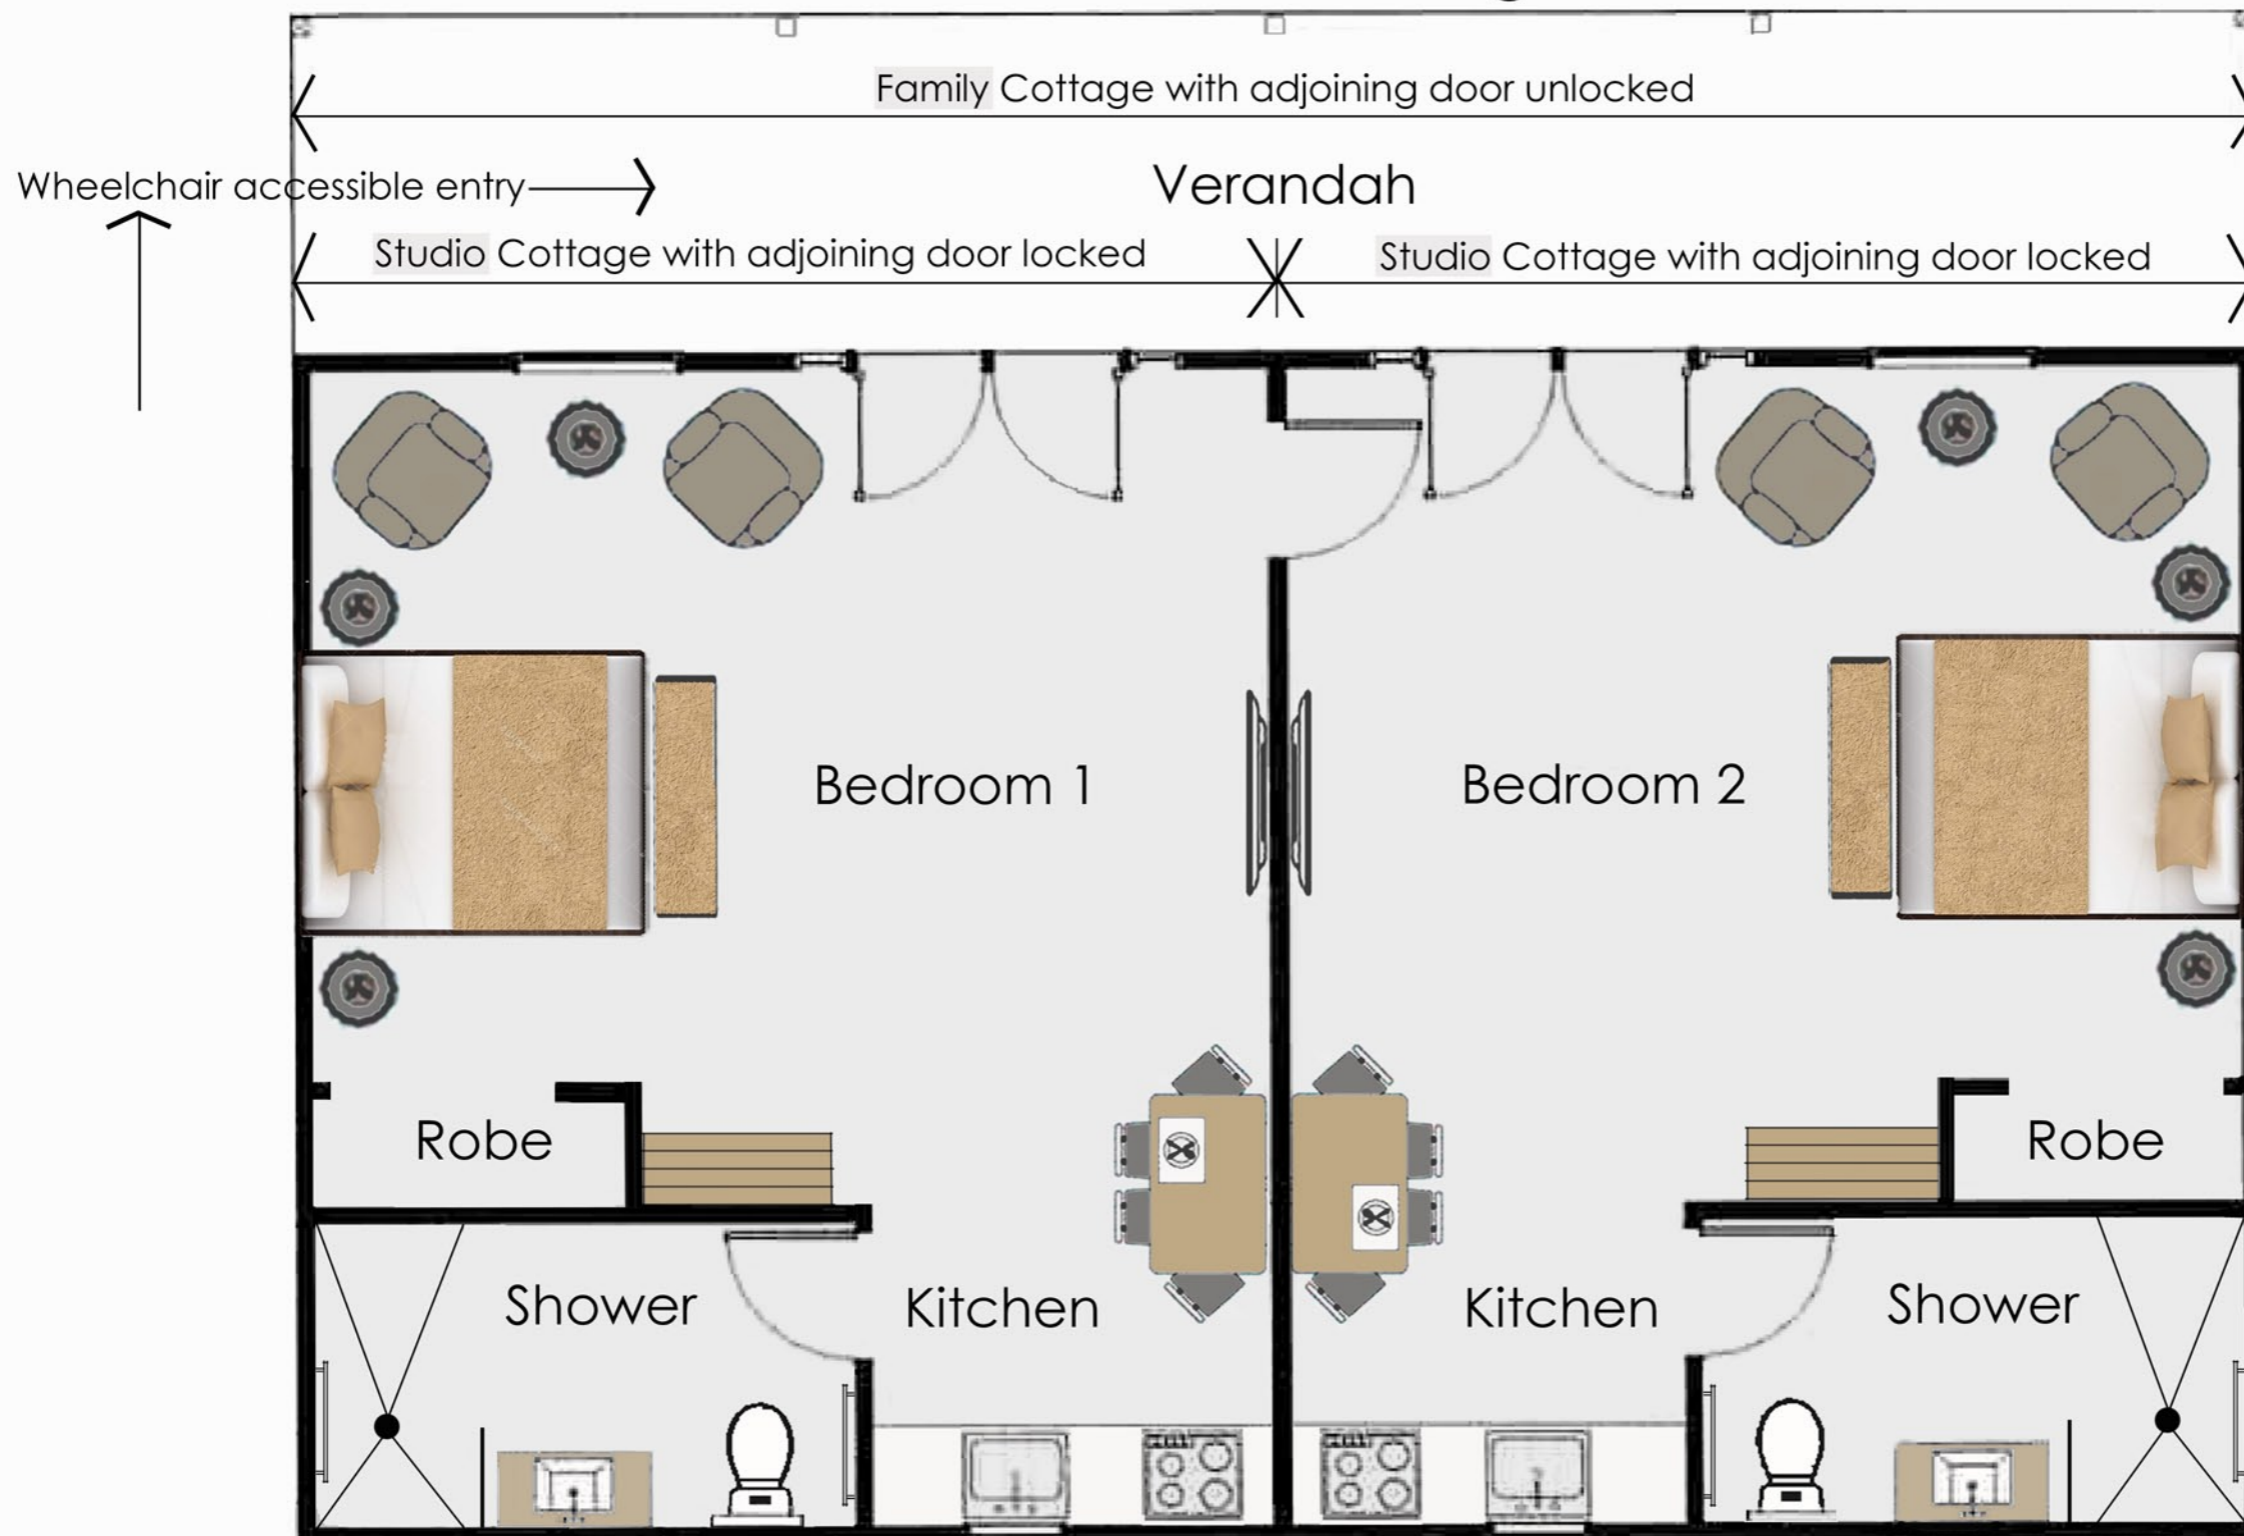 Family Cottage with adjoining door unlocked
Wheelchair accessible entry
Verandah
Studio Cottage with adjoining door locked
Studio Cottage with adjoining door locked
Bedroom 1
Bedroom 2
Robe
Robe
Shower
Kitchen
Kitchen
Shower